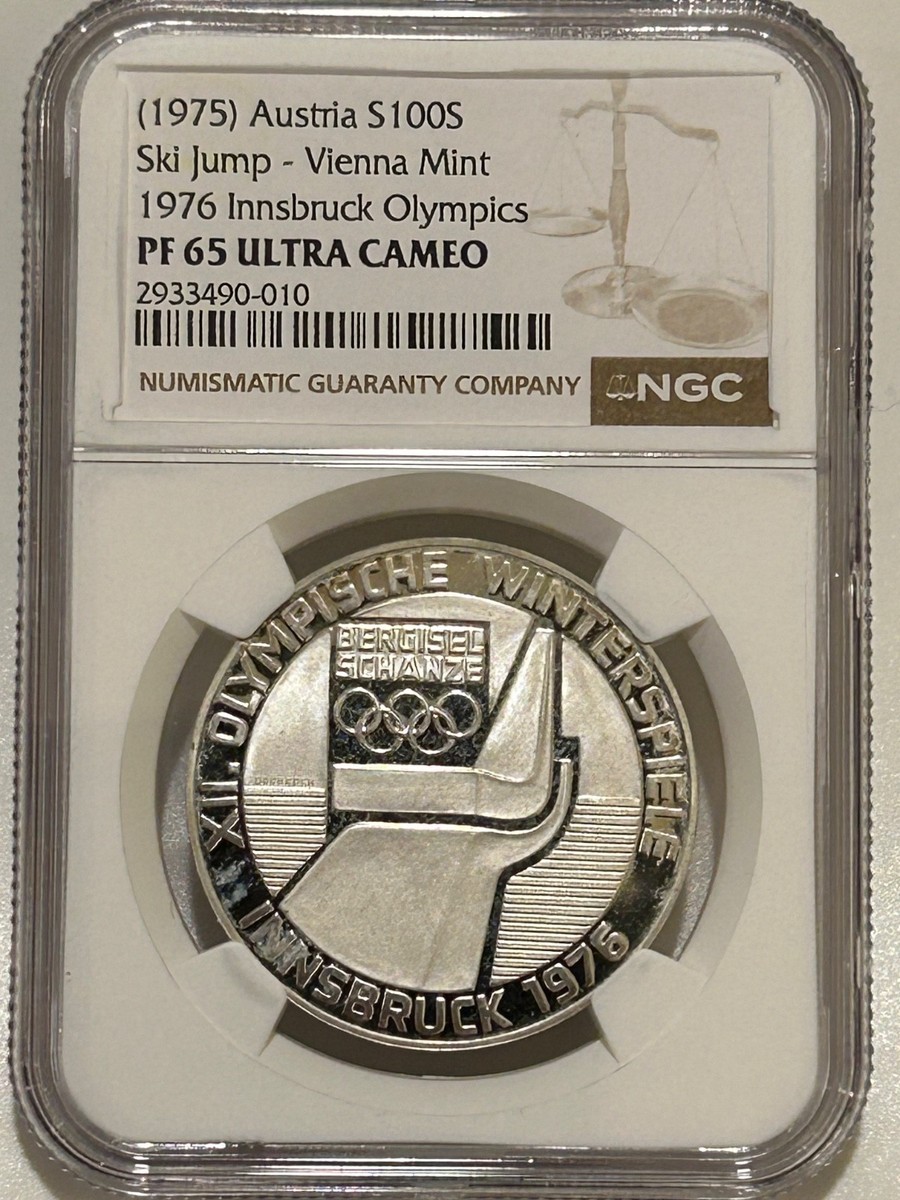 (1975) Austria S100S
Ski Jump - Vienna Mint
1976 Innsbruck Olympics
PF 65 ULTRA CAMEO
2933490-010
NUMISMATIC GUARANTY COMPANY
NGC
XII. OLYMPISCHE WINTERSPIELE
BERGISEL
SCHANZE
INNSBRUCK 1976